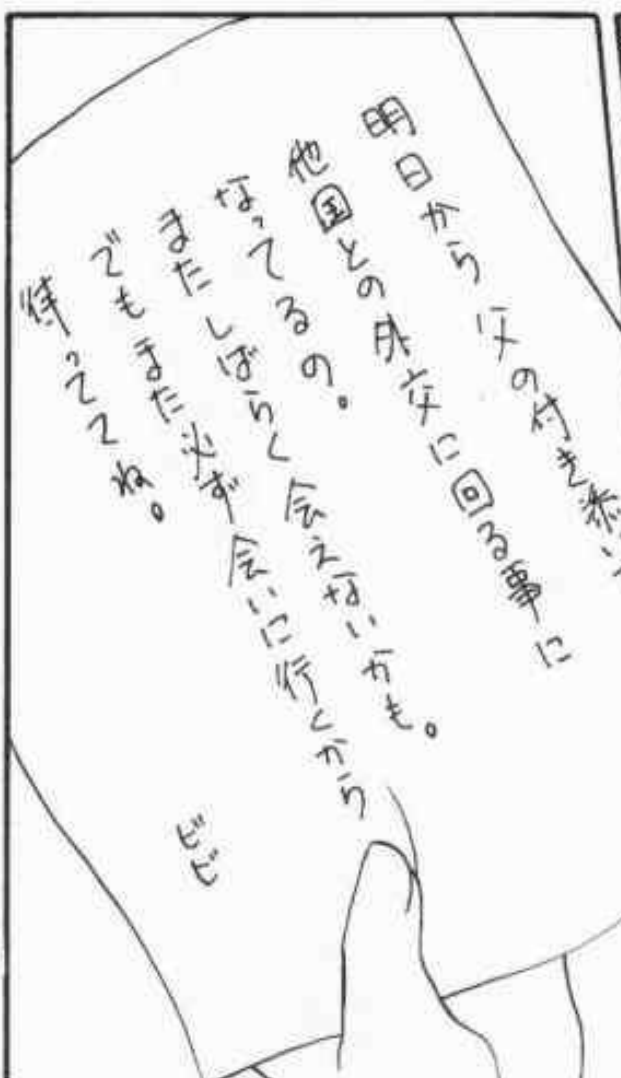 明日から父の付き添い
他国との外交に回る事に
なってるの。
またしばらく会えないかも。
でもまた必ず会いに行くから
待っててね。
ビビ